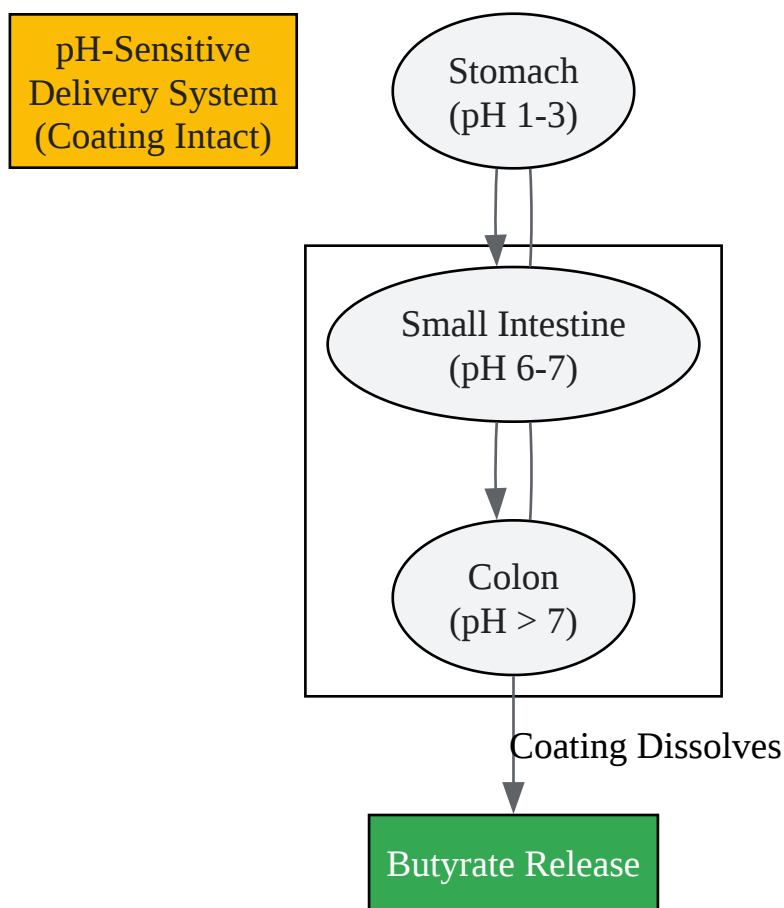 pH-Sensitive
Delivery System
(Coating Intact)
Stomach
(pH 1-3)
Small Intestine
(pH 6-7)
Colon
(pH > 7)
Coating Dissolves
Butyrate Release